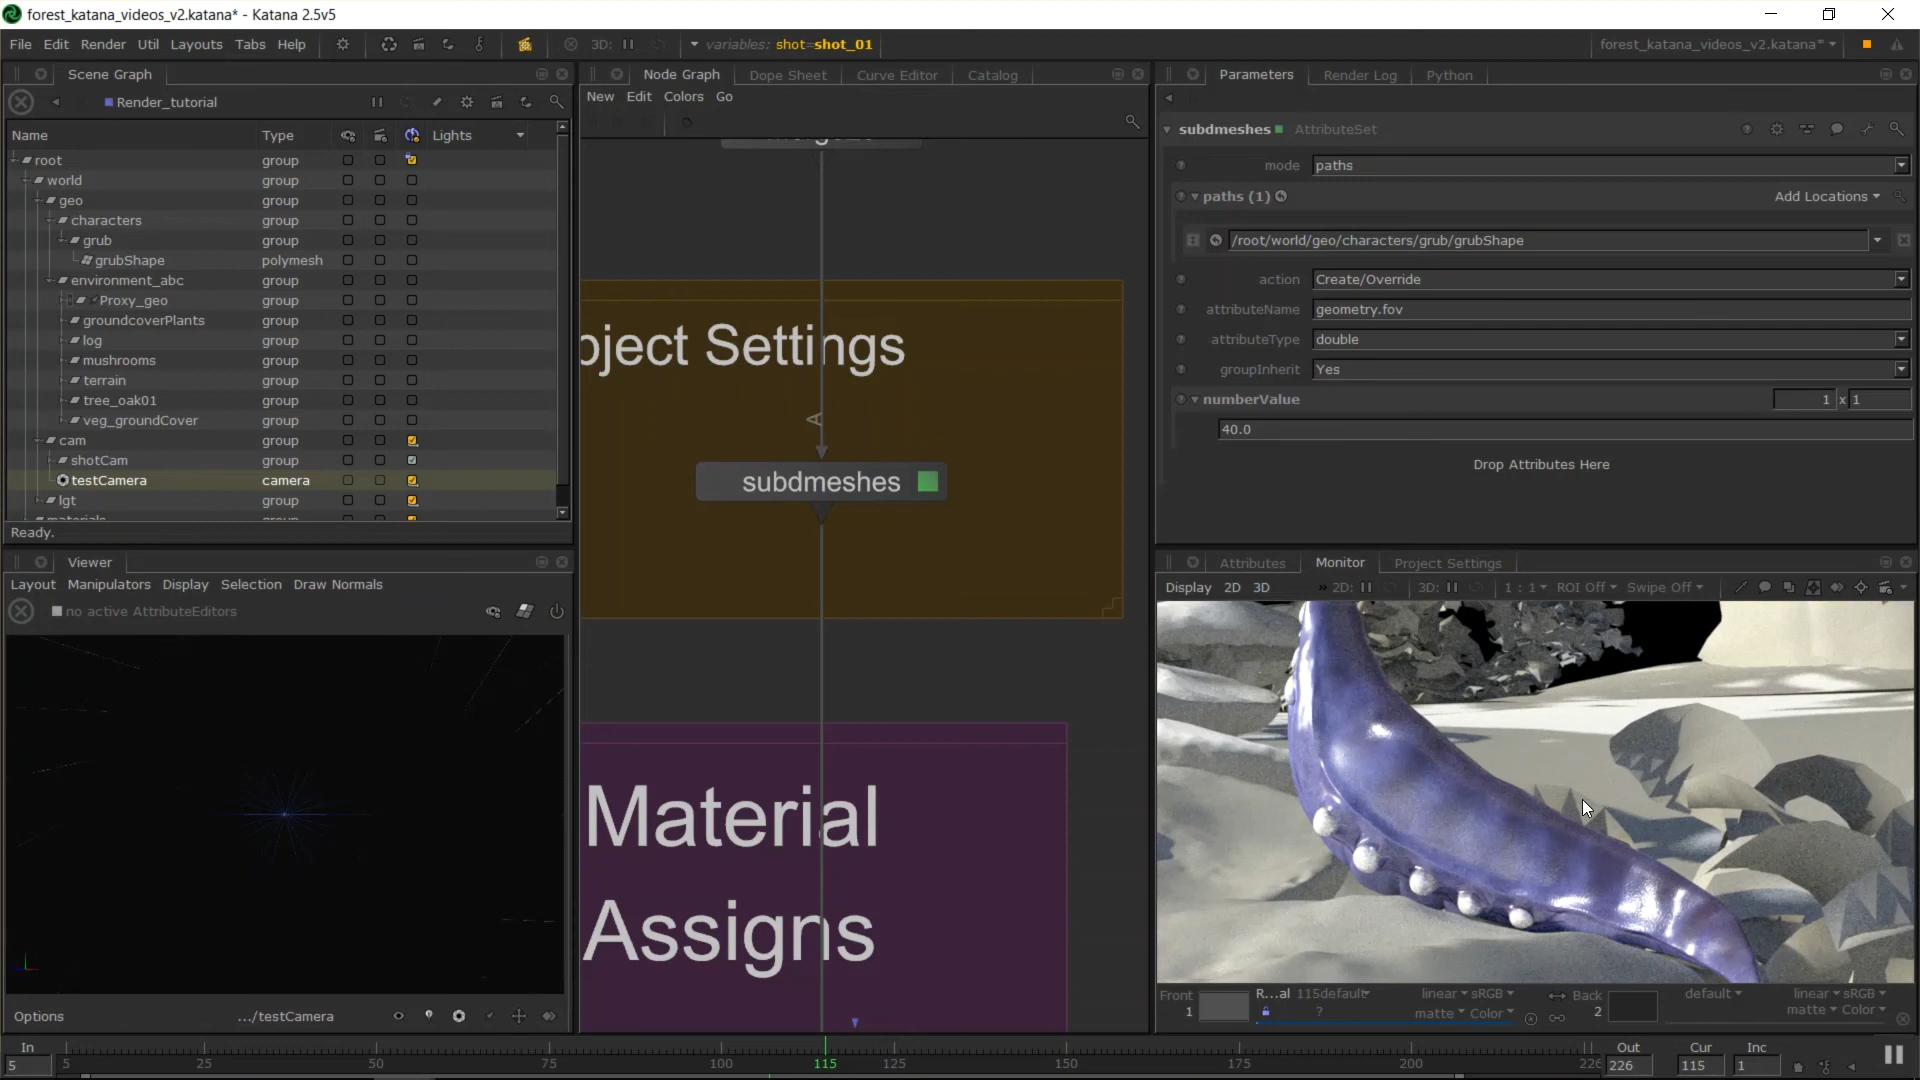 forest_katana_videos_v2.katana* - Katana 2.5v5
File Edit Render Util Layouts Tabs Help 3D: variables: shot=shot_01 forest_katana_videos_v2.katana*
Scene Graph
Render_tutorial
Name Type Lights
root group
world group
geo group
characters group
grub group
grubShape polymesh
environment_abc group
Proxy_geo group
groundcoverPlants group
log group
mushrooms group
terrain group
tree_oak01 group
veg_groundCover group
cam group
shotCam group
testCamera camera
lgt group
materials group
Ready.
Viewer
Layout Manipulators Display Selection Draw Normals
no active AttributeEditors
Options .../testCamera
Node Graph Dope Sheet Curve Editor Catalog
New Edit Colors Go
oject Settings
A
subdmeshes
Material
Assigns
Parameters Render Log Python
subdmeshes AttributeSet
mode paths
paths (1) Add Locations
/root/world/geo/characters/grub/grubShape
action Create/Override
attributeName geometry.fov
attributeType double
groupInherit Yes
numberValue 1 x 1
40.0
Drop Attributes Here
Attributes Monitor Project Settings
Display 2D 3D » 2D: 3D: 1 : 1 ROI Off Swipe Off
Front R...al 115default linear sRGB Back default linear sRGB
1 ? matte Color 2 matte Color
In 5 25 50 75 100 115 125 150 175 200 226 Out Cur Inc
5 226 115 1